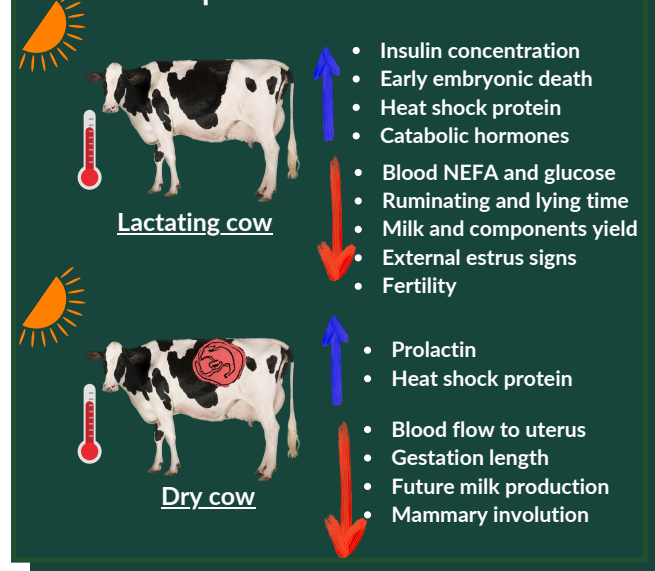 Insulin concentration
Early embryonic death
Heat shock protein
Catabolic hormones
Blood NEFA and glucose
Ruminating and lying time
Milk and components yield
External estrus signs
Fertility
Lactating cow
Prolactin
Heat shock protein
Blood flow to uterus
Gestation length
Future milk production
Mammary involution
Dry cow